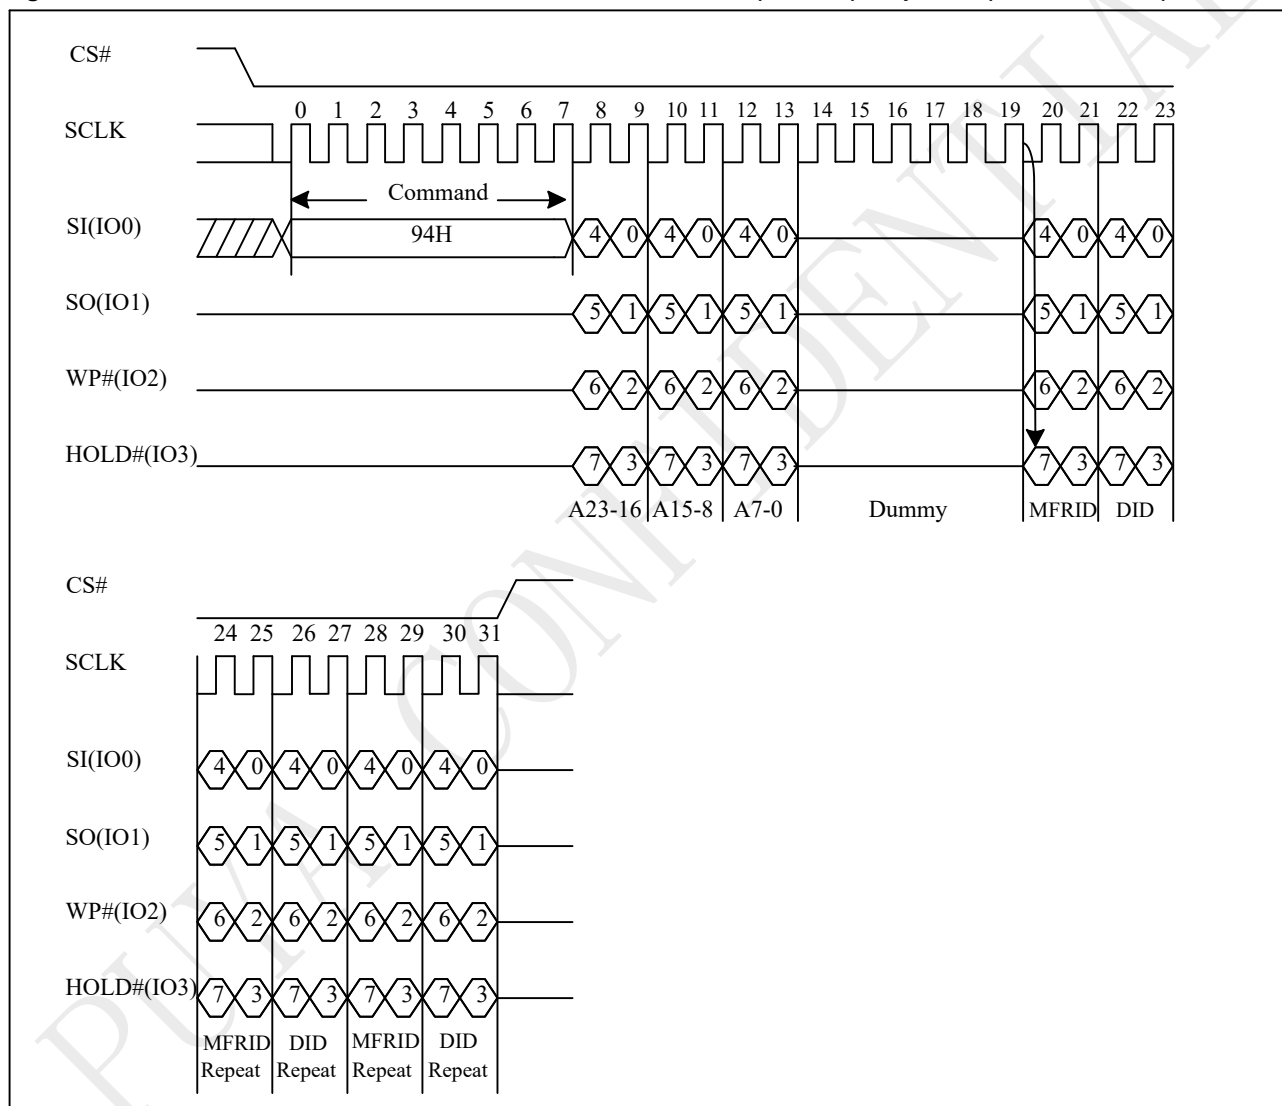 CS#
0 1 2 3 4 5 6 7 8 9 10 11 12 13 14 15 16 17 18 19 20 21 22 23
SCLK
Command
SI(IO0)
94H 4 0 4 0 4 0 4 0 4 0
SO(IO1)
5 1 5 1 5 1 5 1 5 1
WP#(IO2)
6 2 6 2 6 2 6 2 6 2
HOLD#(IO3)
7 3 7 3 7 3 7 3 7 3
A23-16 A15-8 A7-0 Dummy MFRID DID
CS#
24 25 26 27 28 29 30 31
SCLK
SI(IO0)
4 0 4 0 4 0 4 0
SO(IO1)
5 1 5 1 5 1 5 1
WP#(IO2)
6 2 6 2 6 2 6 2
HOLD#(IO3)
7 3 7 3 7 3 7 3
MFRID DID MFRID DID
Repeat Repeat Repeat Repeat
PUYA CONFIDENTIAL